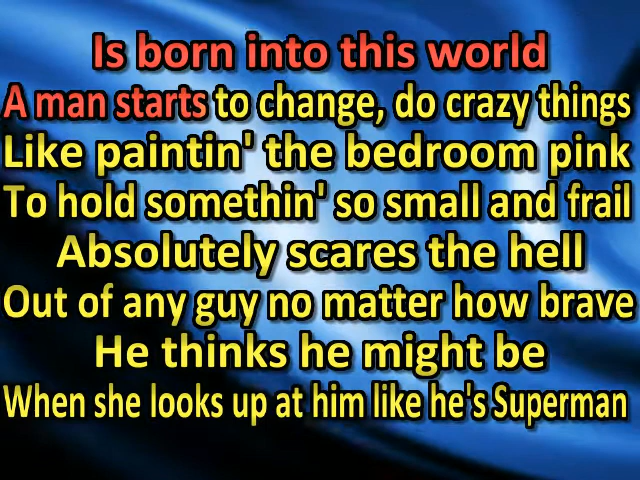 Is born into this world
A man starts to change, do crazy things
Like paintin' the bedroom pink
To hold somethin' so small and frail
Absolutely scares the hell
Out of any guy no matter how brave
He thinks he might be
When she looks up at him like he's Superman